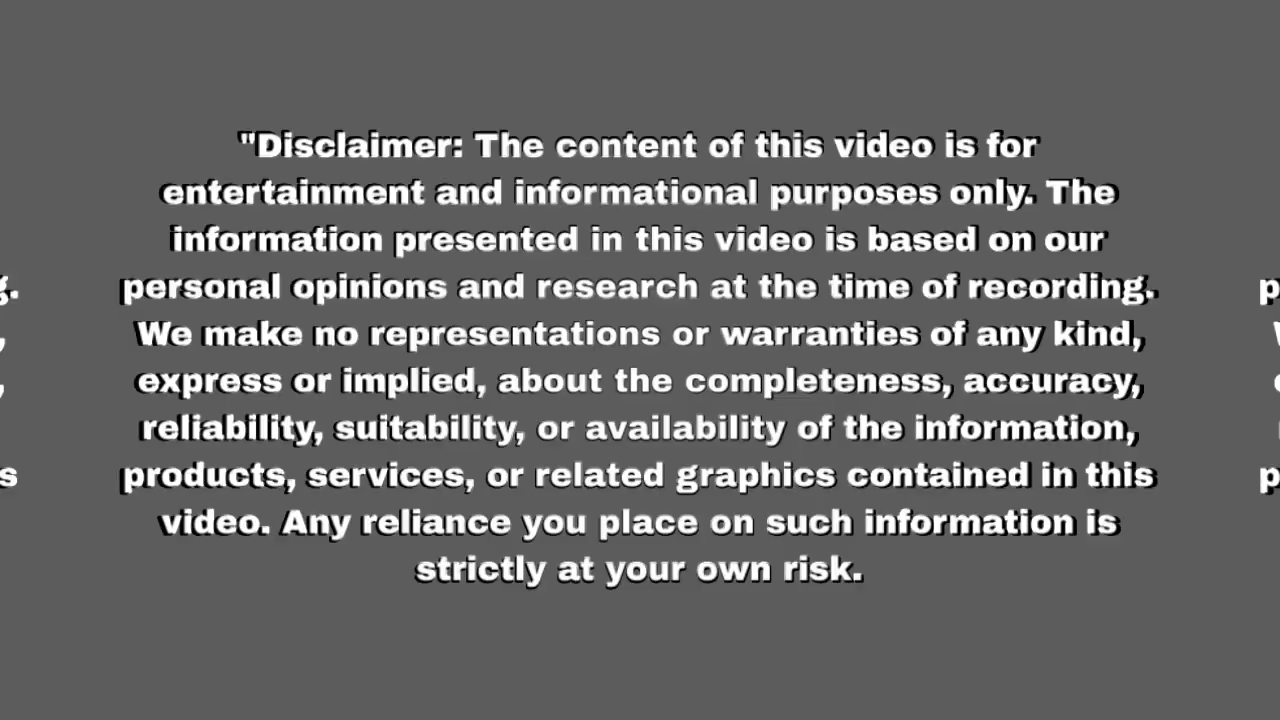 "Disclaimer: The content of this video is for
entertainment and informational purposes only. The
information presented in this video is based on our
personal opinions and research at the time of recording.
We make no representations or warranties of any kind,
express or implied, about the completeness, accuracy,
reliability, suitability, or availability of the information,
products, services, or related graphics contained in this
video. Any reliance you place on such information is
strictly at your own risk.